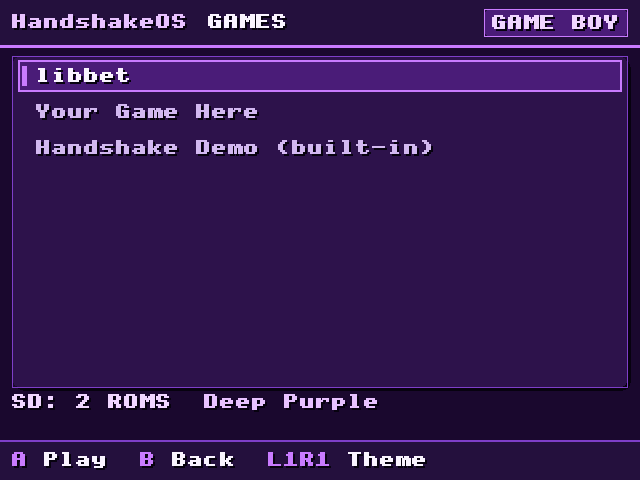 HandshakeOS GAMES GAME BOY
libbet
Your Game Here
Handshake Demo (built-in)
SD: 2 ROMS Deep Purple
A Play B Back L1R1 Theme